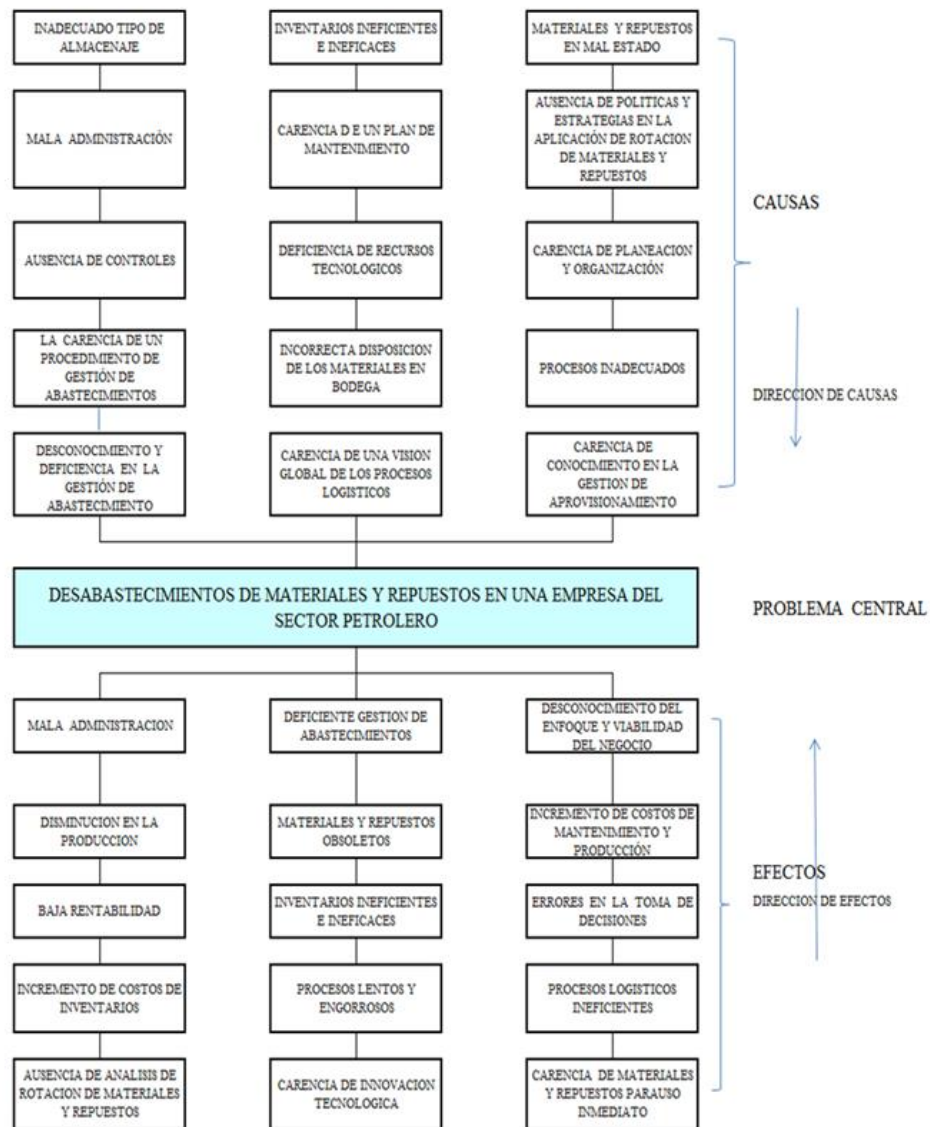 INADECUADO TIPO DE
ALMACENAJE
INVENTARIOS INEFICIENTES
E INEFICACES
MATERIALES Y REPUESTOS
EN MAL ESTADO
MALA ADMINISTRACIÓN
CARENCIA D E UN PLAN DE
MANTENIMIENTO
AUSENCIA DE POLITICAS Y
ESTRATEGIAS EN LA
APLICACIÓN DE ROTACION
DE MATERIALES Y
REPUESTOS
CAUSAS
AUSENCIA DE CONTROLES
DEFICIENCIA DE RECURSOS
TECNOLOGICOS
CARENCIA DE PLANEACION
Y ORGANIZACIÓN
LA CARENCIA DE UN
PROCEDIMIENTO DE
GESTIÓN DE
ABASTECIMIENTOS
INCORRECTA DISPOSICION
DE LOS MATERIALES EN
BODEGA
PROCESOS INADECUADOS
DIRECCION DE CAUSAS
DESCONOCIMIENTO Y
DEFICIENCIA EN LA
GESTIÓN DE
ABASTECIMIENTO
CARENCIA DE UNA VISION
GLOBAL DE LOS PROCESOS
LOGISTICOS
CARENCIA DE
CONOCIMIENTO EN LA
GESTION DE
APROVISIONAMIENTO
DESABASTECIMIENTOS DE MATERIALES Y REPUESTOS EN UNA EMPRESA DEL
SECTOR PETROLERO
PROBLEMA CENTRAL
MALA ADMINISTRACION
DEFICIENTE GESTION DE
ABASTECIMIENTOS
DESCONOCIMIENTO DEL
ENFOQUE Y VIABILIDAD
DEL NEGOCIO
DISMINUCION EN LA
PRODUCCION
MATERIALES Y REPUESTOS
OBSOLETOS
INCREMENTO DE COSTOS DE
MANTENIMIENTO Y
PRODUCCIÓN
EFECTOS
BAJA RENTABILIDAD
INVENTARIOS INEFICIENTES
E INEFICACES
ERRORES EN LA TOMA DE
DECISIONES
DIRECCION DE EFECTOS
INCREMENTO DE COSTOS DE
INVENTARIOS
PROCESOS LENTOS Y
ENGORROSOS
PROCESOS LOGISTICOS
INEFICIENTES
AUSENCIA DE ANALISIS DE
ROTACION DE MATERIALES
Y REPUESTOS
CARENCIA DE INNOVACION
TECNOLOGICA
CARENCIA DE MATERIALES
Y REPUESTOS PARAUSO
INMEDIATO